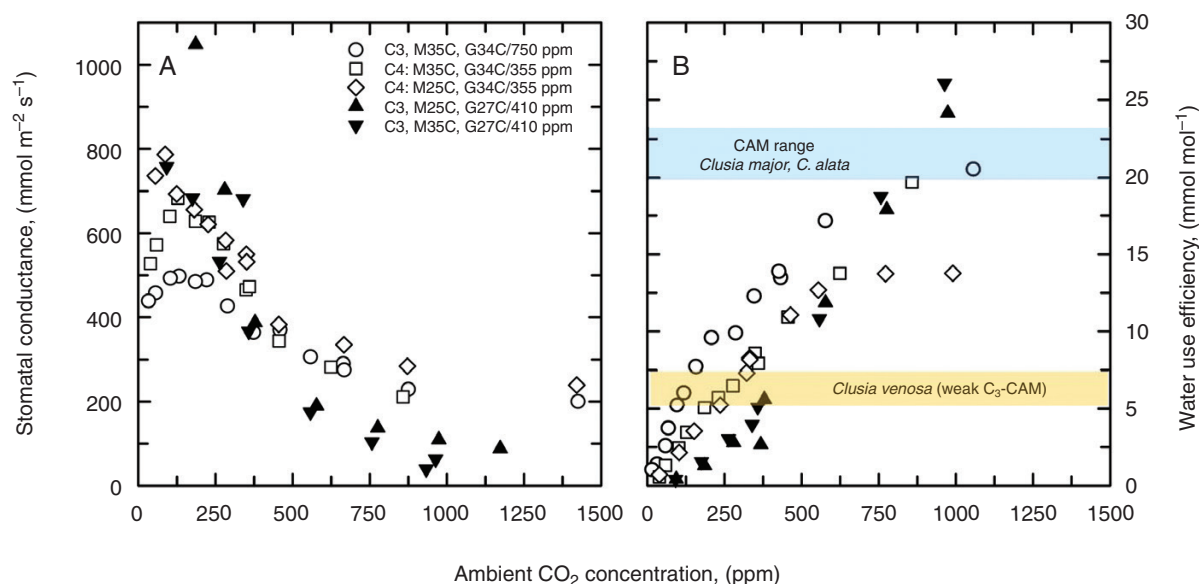 Stomatal conductance, (mmol m⁻² s⁻¹)
1000
800
600
400
200
0
A
C3, M35C, G34C/750 ppm
C4: M35C, G34C/355 ppm
C4: M25C, G34C/355 ppm
C3, M25C, G27C/410 ppm
C3, M35C, G27C/410 ppm
0 250 500 750 1000 1250 1500
B
CAM range
Clusia major, C. alata
Clusia venosa (weak C₃-CAM)
30
25
20
15
10
5
0
Water use efficiency, (mmol mol⁻¹)
0 250 500 750 1000 1250 1500
Ambient CO₂ concentration, (ppm)